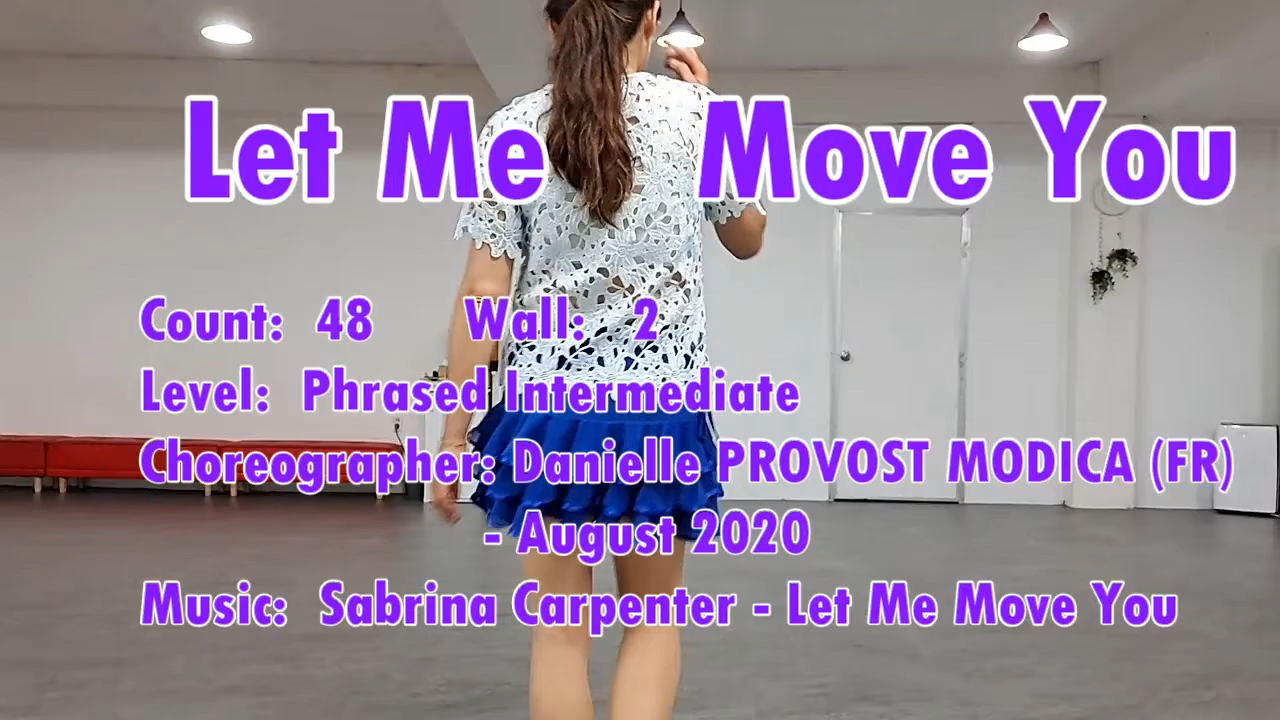 Let Me Move You
Count: 48 Wall: 2
Level: Phrased Intermediate
Choreographer: Danielle PROVOST MODICA (FR)
- August 2020
Music: Sabrina Carpenter - Let Me Move You